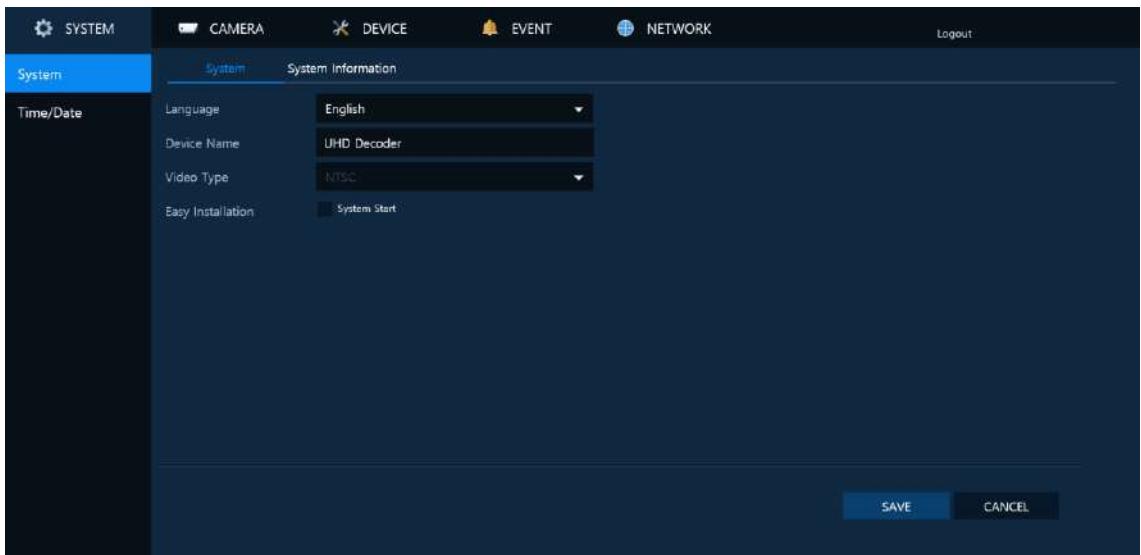 SYSTEM CAMERA DEVICE EVENT NETWORK Logout
System System System Information
Time/Date Language English
Device Name UHD Decoder
Video Type NTSC
Easy Installation System Start
SAVE CANCEL